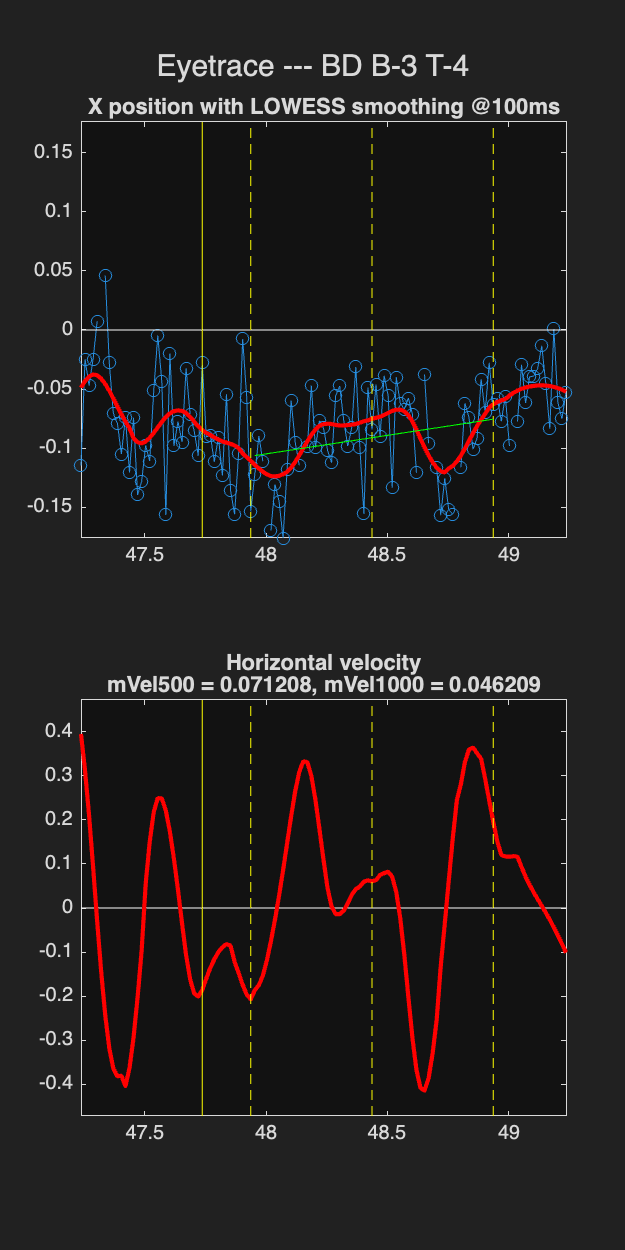 Eyetrace --- BD B-3 T-4
X position with LOWESS smoothing @100ms
0.15
0.1
0.05
0
-0.05
-0.1
-0.15
47.5 48 48.5 49
Horizontal velocity
mVel500 = 0.071208, mVel1000 = 0.046209
0.4
0.3
0.2
0.1
0
-0.1
-0.2
-0.3
-0.4
47.5 48 48.5 49